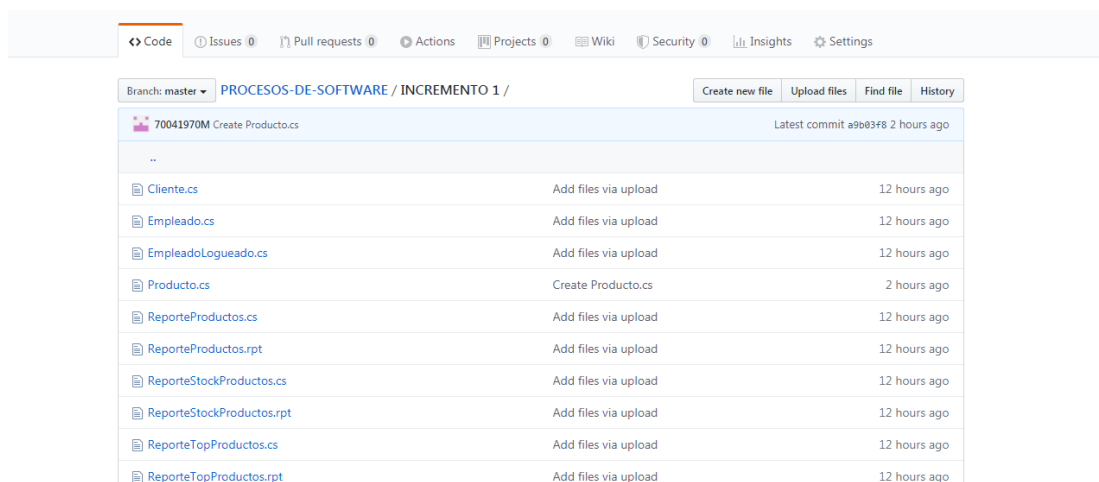 Code Issues 0 Pull requests 0 Actions Projects 0 Wiki Security 0 Insights Settings
Branch: master PROCESOS-DE-SOFTWARE / INCREMENTO 1 / Create new file Upload files Find file History
70041970M Create Producto.cs Latest commit a9b03f8 2 hours ago
..
Cliente.cs Add files via upload 12 hours ago
Empleado.cs Add files via upload 12 hours ago
EmpleadoLogueado.cs Add files via upload 12 hours ago
Producto.cs Create Producto.cs 2 hours ago
ReporteProductos.cs Add files via upload 12 hours ago
ReporteProductos.rpt Add files via upload 12 hours ago
ReporteStockProductos.cs Add files via upload 12 hours ago
ReporteStockProductos.rpt Add files via upload 12 hours ago
ReporteTopProductos.cs Add files via upload 12 hours ago
ReporteTopProductos.rpt Add files via upload 12 hours ago